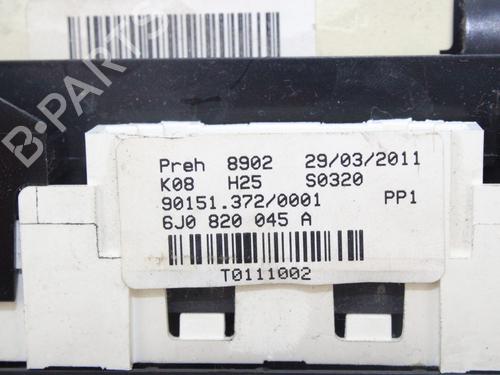 B-PARTS
Preh 8902 29/03/2011
K08 H25 S0320
90151.372/0001 PP1
6J0 820 045 A
T0111002